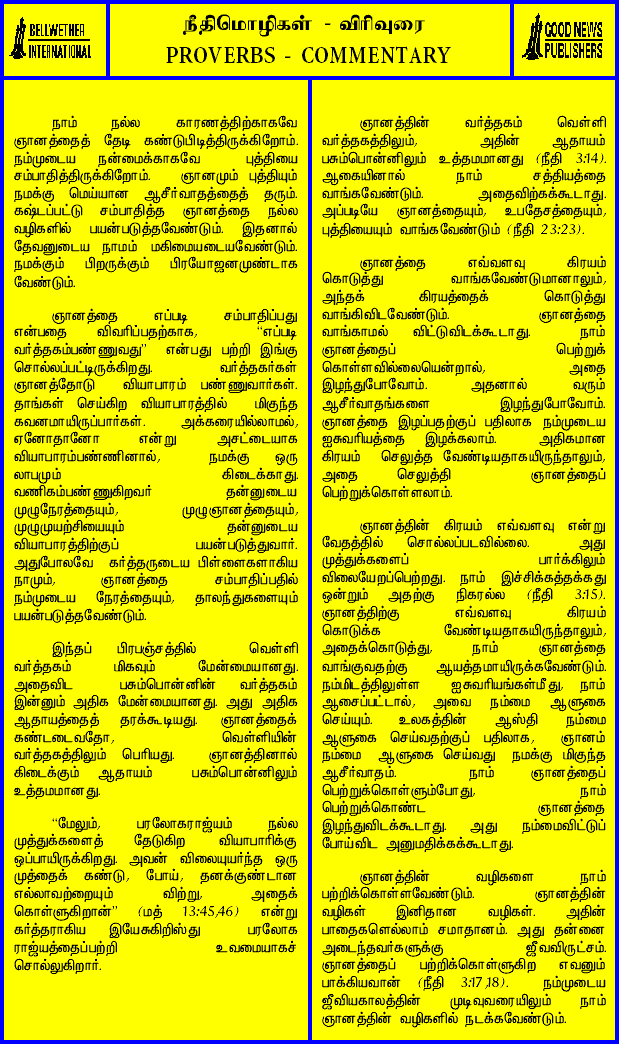 BELLWETHER
INTERNATIONAL
நீதிமொழிகள் - விரிவுரை
PROVERBS - COMMENTARY
GOOD NEWS
PUBLISHERS
நாம் நல்ல காரணத்திற்காகவே
ஞானத்தைத் தேடி கண்டுபிடித்திருக்கிறோம்.
நம்முடைய நன்மைக்காகவே புத்தியை
சம்பாதித்திருக்கிறோம். ஞானமும் புத்தியும்
நமக்கு மெய்யான ஆசீர்வாதத்தைத் தரும்.
கஷ்டப்பட்டு சம்பாதித்த ஞானத்தை நல்ல
வழிகளில் பயன்படுத்தவேண்டும். இதனால்
தேவனுடைய நாமம் மகிமையடையவேண்டும்.
நமக்கும் பிறருக்கும் பிரயோஜனமுண்டாக
வேண்டும்.
ஞானத்தை எப்படி சம்பாதிப்பது
என்பதை விவரிப்பதற்காக, “எப்படி
வர்த்தகம்பண்ணுவது” என்பது பற்றி இங்கு
சொல்லப்பட்டிருக்கிறது. வர்த்தகர்கள்
ஞானத்தோடு வியாபாரம் பண்ணுவார்கள்.
தாங்கள் செய்கிற வியாபாரத்தில் மிகுந்த
கவனமாயிருப்பார்கள். அக்கரையில்லாமல்,
ஏனோதானோ என்று அசட்டையாக
வியாபாரம்பண்ணினால், நமக்கு ஒரு
லாபமும் கிடைக்காது.
வணிகம்பண்ணுகிறவர் தன்னுடைய
முழுநேரத்தையும், முழுஞானத்தையும்,
முழுமுயற்சியையும் தன்னுடைய
வியாபாரத்திற்குப் பயன்படுத்துவார்.
அதுபோலவே கர்த்தருடைய பிள்ளைகளாகிய
நாமும், ஞானத்தை சம்பாதிப்பதில்
நம்முடைய நேரத்தையும், தாலந்துகளையும்
பயன்படுத்தவேண்டும்.
இந்தப் பிரபஞ்சத்தில் வெள்ளி
வர்த்தகம் மிகவும் மேன்மையானது.
அதைவிட பசும்பொன்னின் வர்த்தகம்
இன்னும் அதிக மேன்மையானது. அது அதிக
ஆதாயத்தைத் தரக்கூடியது. ஞானத்தைக்
கண்டடைவதோ, வெள்ளியின்
வர்த்தகத்திலும் பெரியது. ஞானத்தினால்
கிடைக்கும் ஆதாயம் பசும்பொன்னிலும்
உத்தமமானது.
“மேலும், பரலோகராஜ்யம் நல்ல
முத்துக்களைத் தேடுகிற வியாபாரிக்கு
ஒப்பாயிருக்கிறது. அவன் விலையுயர்ந்த ஒரு
முத்தைக் கண்டு, போய், தனக்குண்டான
எல்லாவற்றையும் விற்று, அதைக்
கொள்ளுகிறான்” (மத் 13:45,46) என்று
கர்த்தராகிய இயேசுகிறிஸ்து பரலோக
ராஜ்யத்தைப்பற்றி உவமையாகச்
சொல்லுகிறார்.
ஞானத்தின் வர்த்தகம் வெள்ளி
வர்த்தகத்திலும், அதின் ஆதாயம்
பசும்பொன்னிலும் உத்தமமானது (நீதி 3:14).
ஆகையினால் நாம் சத்தியத்தை
வாங்கவேண்டும். அதைவிற்கக்கூடாது.
அப்படியே ஞானத்தையும், உபதேசத்தையும்,
புத்தியையும் வாங்கவேண்டும் (நீதி 23:23).
ஞானத்தை எவ்வளவு கிரயம்
கொடுத்து வாங்கவேண்டுமானாலும்,
அந்தக் கிரயத்தைக் கொடுத்து
வாங்கிவிடவேண்டும். ஞானத்தை
வாங்காமல் விட்டுவிடக்கூடாது. நாம்
ஞானத்தைப் பெற்றுக்
கொள்ளவில்லையென்றால், அதை
இழந்துபோவோம். அதனால் வரும்
ஆசீர்வாதங்களை இழந்துபோவோம்.
ஞானத்தை இழப்பதற்குப் பதிலாக நம்முடைய
ஐசுவரியத்தை இழக்கலாம். அதிகமான
கிரயம் செலுத்த வேண்டியதாயிருந்தாலும்,
அதை செலுத்தி ஞானத்தைப்
பெற்றுக்கொள்ளலாம்.
ஞானத்தின் கிரயம் எவ்வளவு என்று
வேதத்தில் சொல்லப்படவில்லை. அது
முத்துக்களைப் பார்க்கிலும்
விலையேறப்பெற்றது. நாம் இச்சிக்கத்தக்கது
ஒன்றும் அதற்கு நிகரல்ல (நீதி 3:15).
ஞானத்திற்கு எவ்வளவு கிரயம்
கொடுக்க வேண்டியதாயிருந்தாலும்,
அதைக்கொடுத்து, நாம் ஞானத்தை
வாங்குவதற்கு ஆயத்தமாயிருக்கவேண்டும்.
நம்மிடத்திலுள்ள ஐசுவரியங்கள்மீது, நாம்
ஆசைப்பட்டால், அவை நம்மை ஆளுகை
செய்யும். உலகத்தின் ஆஸ்தி நம்மை
ஆளுகை செய்வதற்குப் பதிலாக, ஞானம்
நம்மை ஆளுகை செய்வது நமக்கு மிகுந்த
ஆசீர்வாதம். நாம் ஞானத்தைப்
பெற்றுக்கொள்ளும்போது, நாம்
பெற்றுக்கொண்ட ஞானத்தை
இழந்துவிடக்கூடாது. அது நம்மைவிட்டுப்
போய்விட அனுமதிக்கக்கூடாது.
ஞானத்தின் வழிகளை நாம்
பற்றிக்கொள்ளவேண்டும். ஞானத்தின்
வழிகள் இனிதான வழிகள். அதின்
பாதைகளெல்லாம் சமாதானம். அது தன்னை
அடைந்தவர்களுக்கு ஜீவவிருட்சம்.
ஞானத்தைப் பற்றிக்கொள்ளுகிற எவனும்
பாக்கியவான் (நீதி 3:17,18). நம்முடைய
ஜீவியகாலத்தின் முடிவுவரையிலும் நாம்
ஞானத்தின் வழிகளில் நடக்கவேண்டும்.